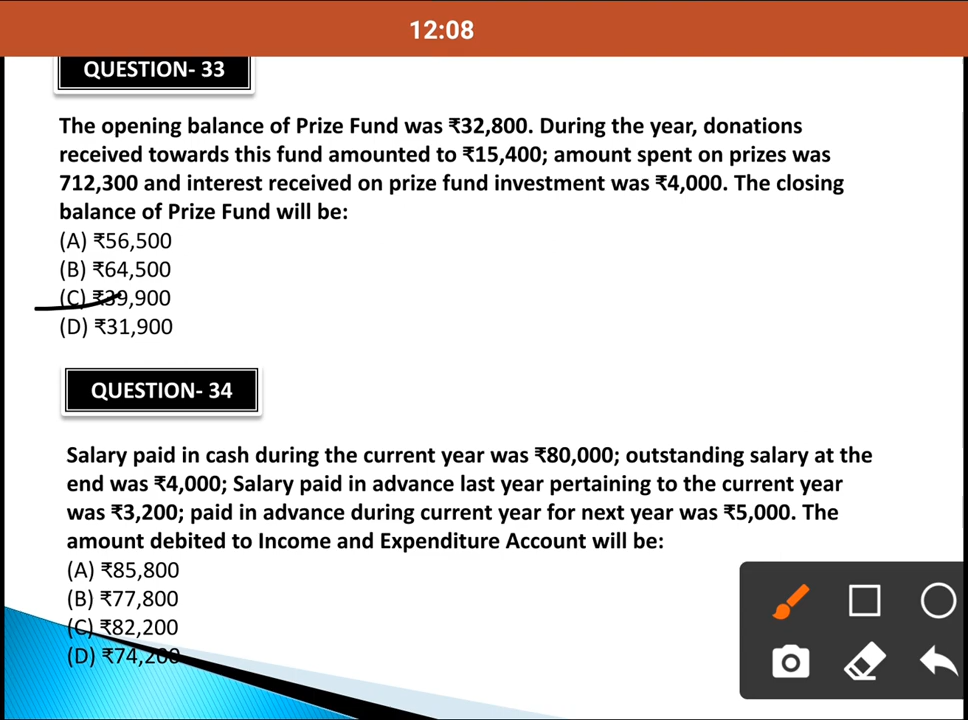 12:08
QUESTION- 33
The opening balance of Prize Fund was ₹32,800. During the year, donations
received towards this fund amounted to ₹15,400; amount spent on prizes was
712,300 and interest received on prize fund investment was ₹4,000. The closing
balance of Prize Fund will be:
(A) ₹56,500
(B) ₹64,500
(C) ₹39,900
(D) ₹31,900
QUESTION- 34
Salary paid in cash during the current year was ₹80,000; outstanding salary at the
end was ₹4,000; Salary paid in advance last year pertaining to the current year
was ₹3,200; paid in advance during current year for next year was ₹5,000. The
amount debited to Income and Expenditure Account will be:
(A) ₹85,800
(B) ₹77,800
(C) ₹82,200
(D) ₹74,200